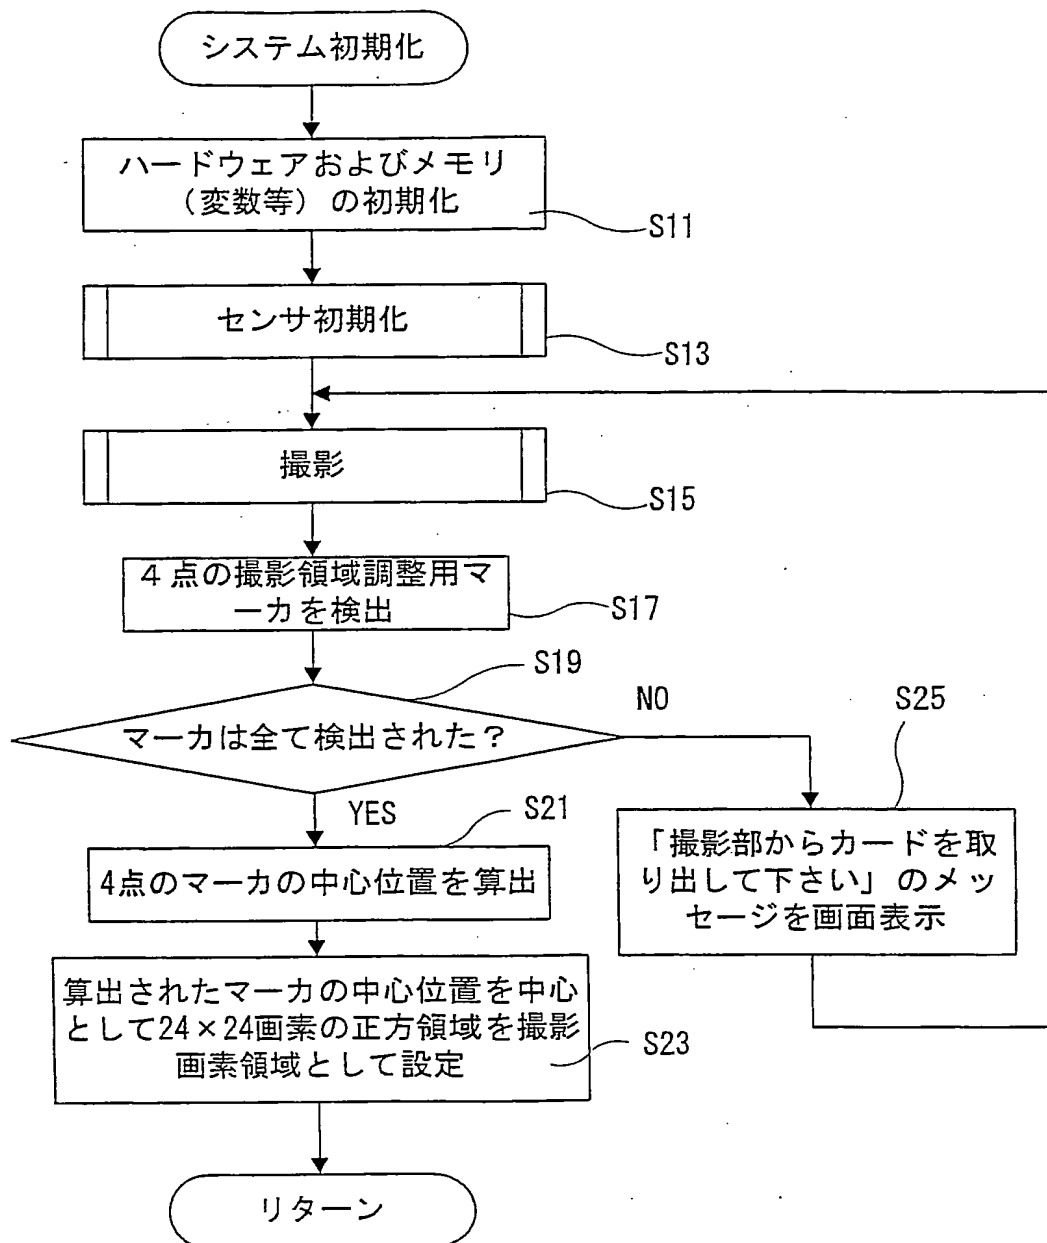 システム初期化
ハードウェアおよびメモリ
（変数等）の初期化
S11
センサ初期化
S13
撮影
S15
４点の撮影領域調整用マ
ーカを検出
S17
S19
マーカは全て検出された？
NO
S25
YES
S21
「撮影部からカードを取
り出して下さい」のメッ
セージを画面表示
4点のマーカの中心位置を算出
算出されたマーカの中心位置を中心
として24×24画素の正方領域を撮影
画素領域として設定
S23
リターン